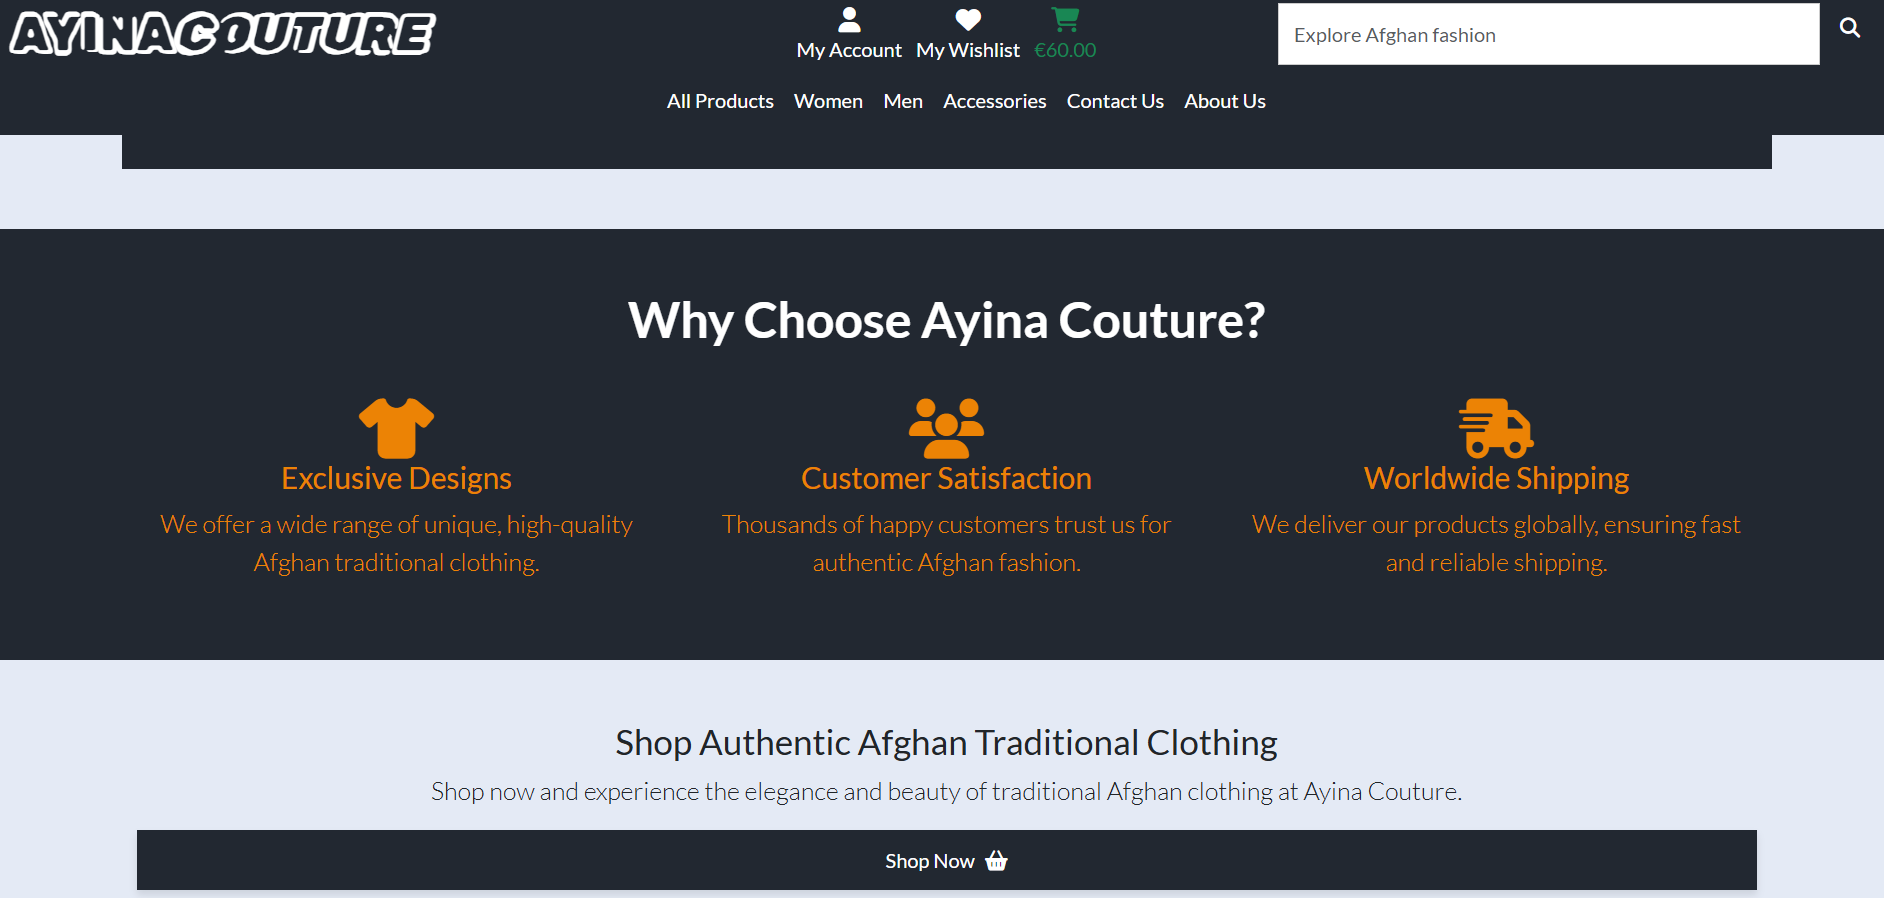 AYINACOUTURE
My Account My Wishlist €60.00
Explore Afghan fashion
All Products Women Men Accessories Contact Us About Us
Why Choose Ayina Couture?
Exclusive Designs
We offer a wide range of unique, high-quality
Afghan traditional clothing.
Customer Satisfaction
Thousands of happy customers trust us for
authentic Afghan fashion.
Worldwide Shipping
We deliver our products globally, ensuring fast
and reliable shipping.
Shop Authentic Afghan Traditional Clothing
Shop now and experience the elegance and beauty of traditional Afghan clothing at Ayina Couture.
Shop Now